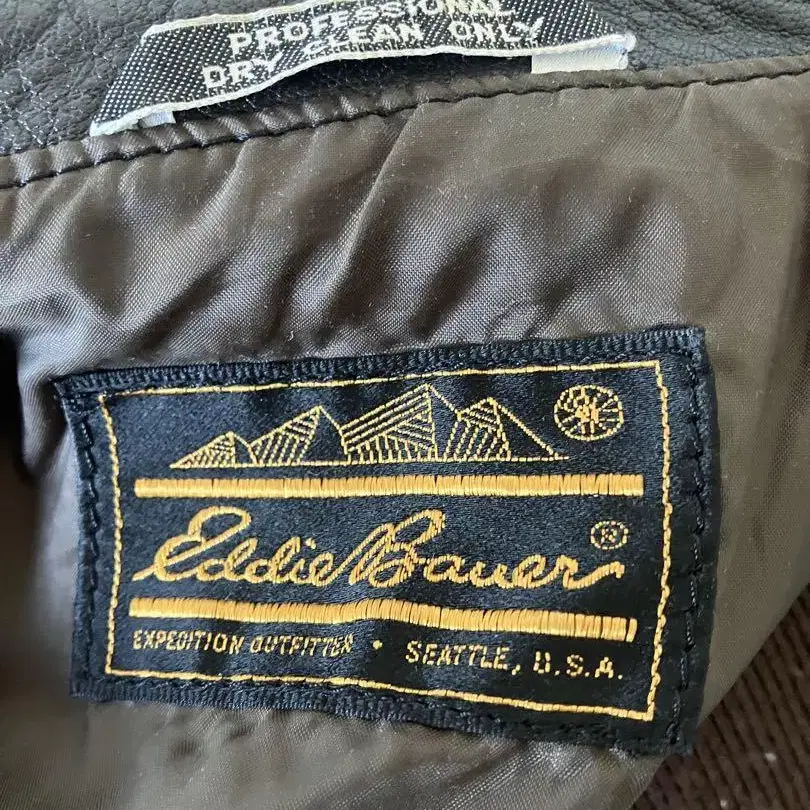 PROFESSIONAL
DRY CLEAN ONLY
Eddie Bauer ®
EXPEDITION OUTFITTER • SEATTLE, U.S.A.